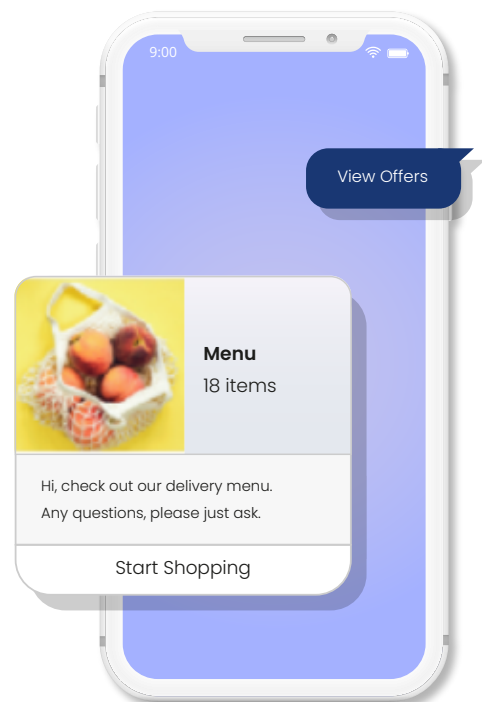 9:00
View Offers
Menu
18 items
Hi, check out our delivery menu.
Any questions, please just ask.
Start Shopping